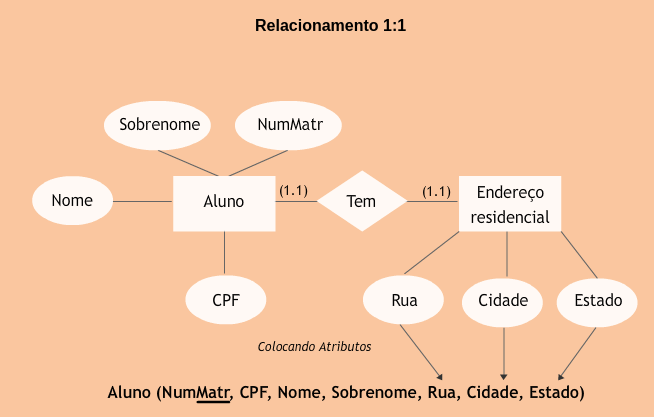 Relacionamento 1:1
Sobrenome
NumMatr
Nome
Aluno
(1.1)
Tem
(1.1)
Endereço
residencial
CPF
Rua
Cidade
Estado
Colocando Atributos
Aluno (NumMatr, CPF, Nome, Sobrenome, Rua, Cidade, Estado)